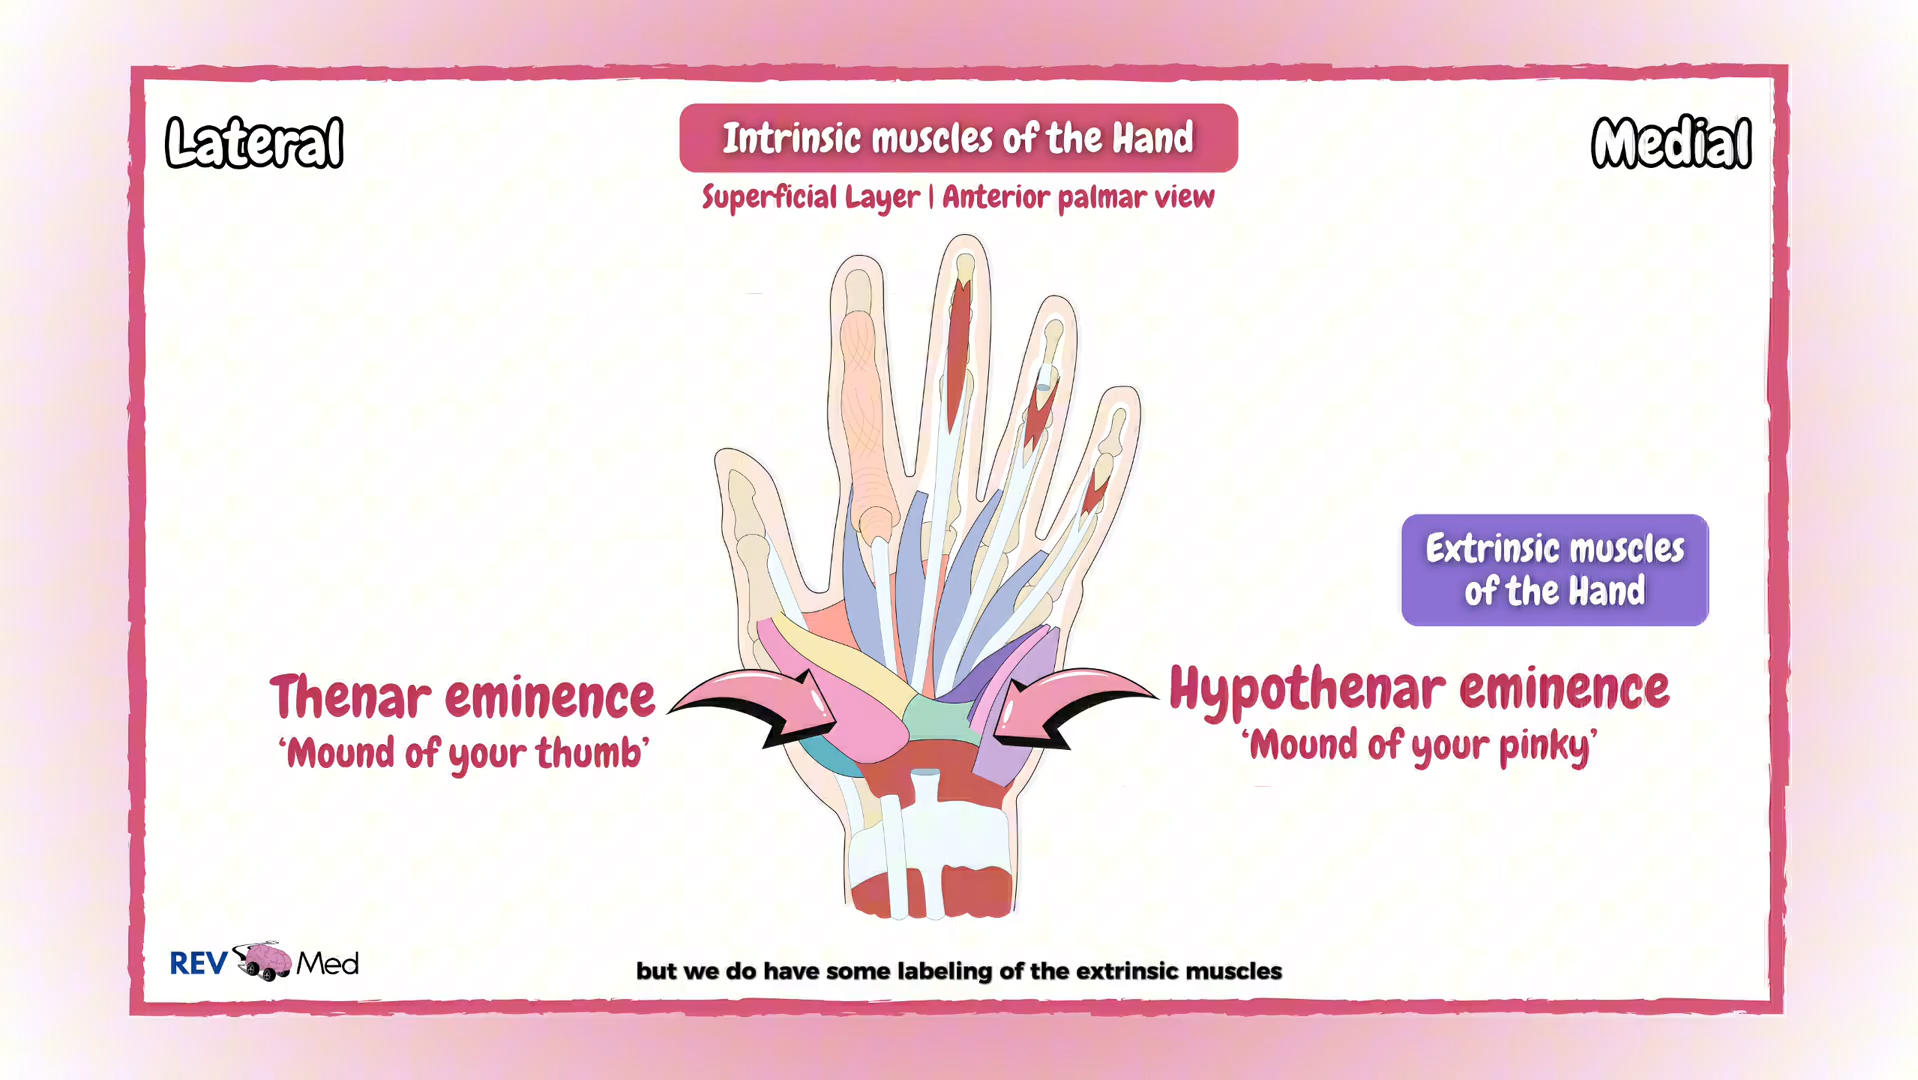 Lateral
Intrinsic muscles of the Hand
Medial
Superficial Layer | Anterior palmar view
Extrinsic muscles
of the Hand
Thenar eminence
'Mound of your thumb'
Hypothenar eminence
'Mound of your pinky'
REV Med
but we do have some labeling of the extrinsic muscles